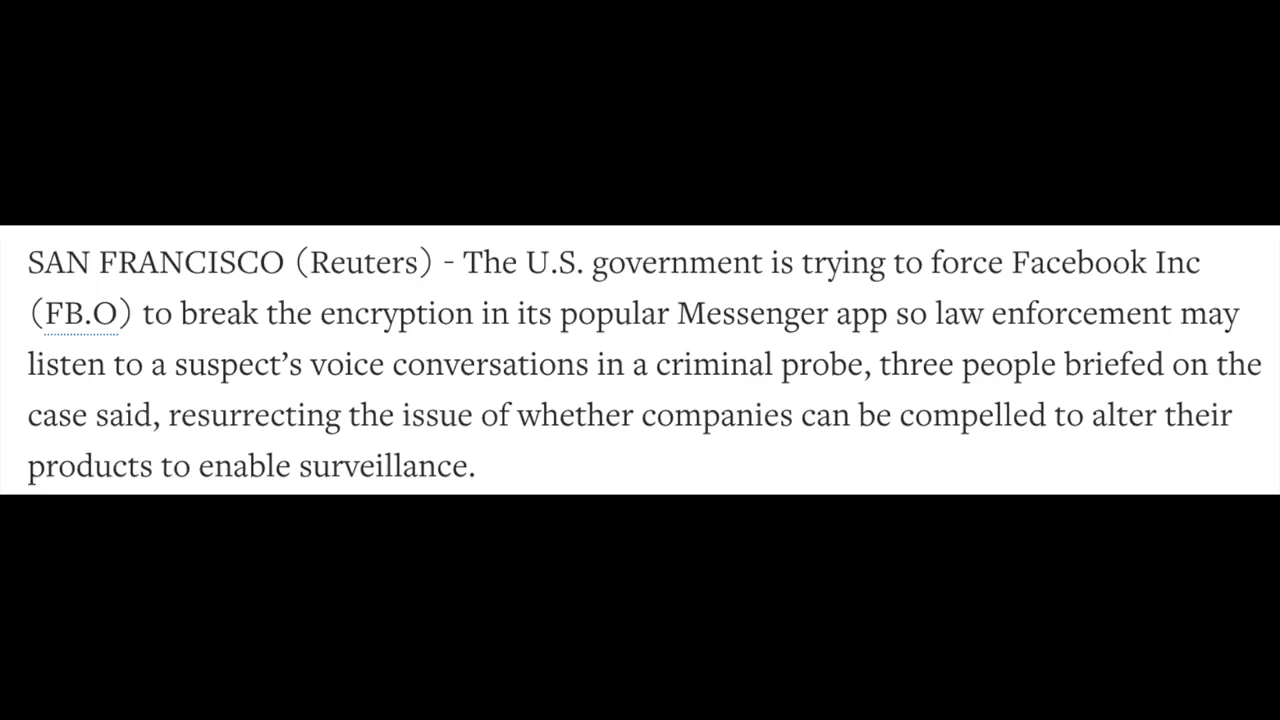 SAN FRANCISCO (Reuters) - The U.S. government is trying to force Facebook Inc
(FB.O) to break the encryption in its popular Messenger app so law enforcement may
listen to a suspect’s voice conversations in a criminal probe, three people briefed on the
case said, resurrecting the issue of whether companies can be compelled to alter their
products to enable surveillance.